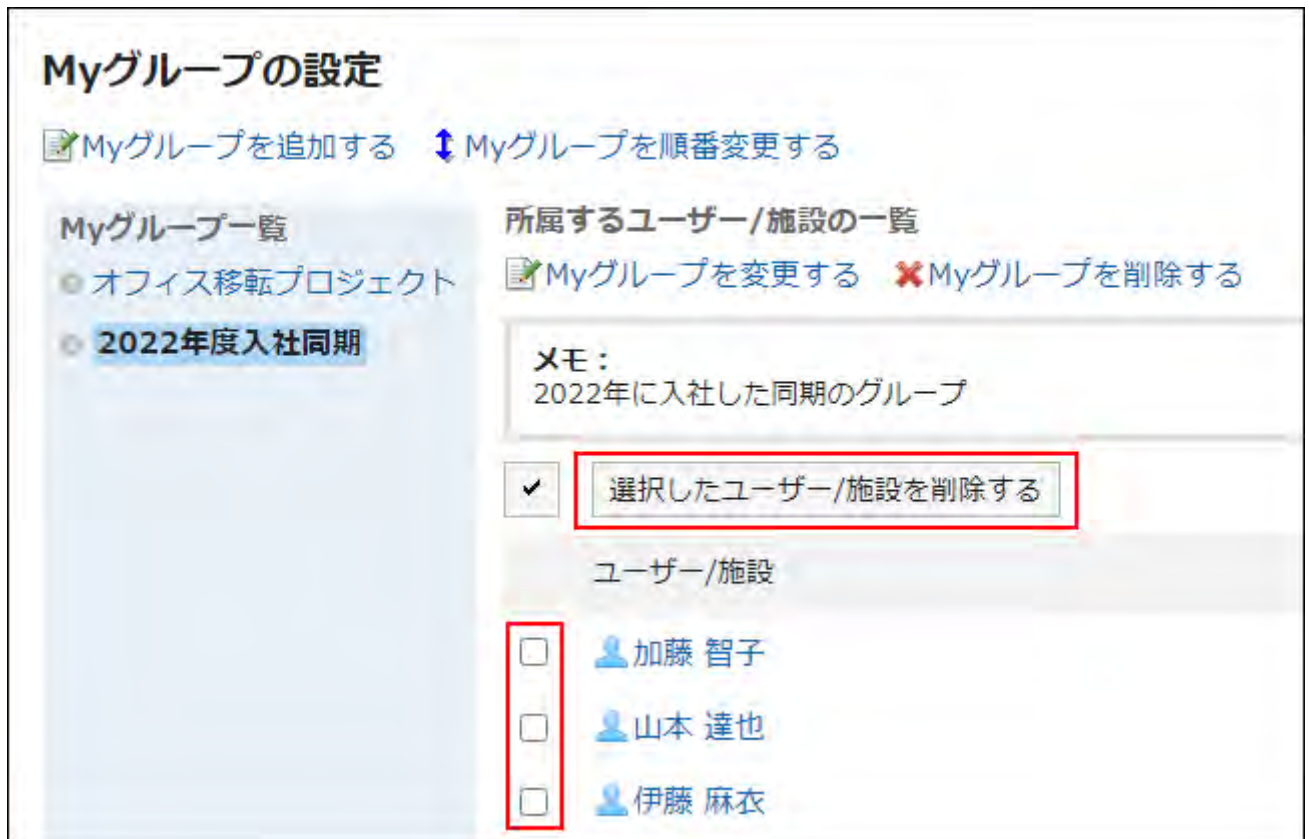 Myグループの設定
Myグループを追加する Myグループを順番変更する
Myグループ一覧
オフィス移転プロジェクト
2022年度入社同期
所属するユーザー/施設の一覧
Myグループを変更する Myグループを削除する
メモ：
2022年に入社した同期のグループ
選択したユーザー/施設を削除する
ユーザー/施設
加藤 智子
山本 達也
伊藤 麻衣